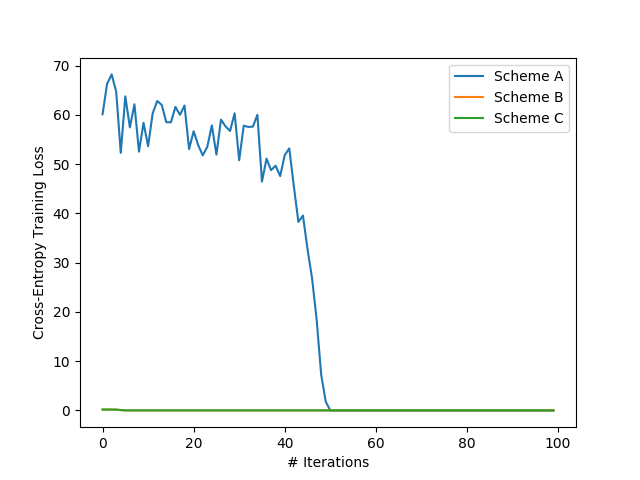 70
60
50
40
30
20
10
0
Cross-Entropy Training Loss
Scheme A
Scheme B
Scheme C
0 20 40 60 80 100
# Iterations